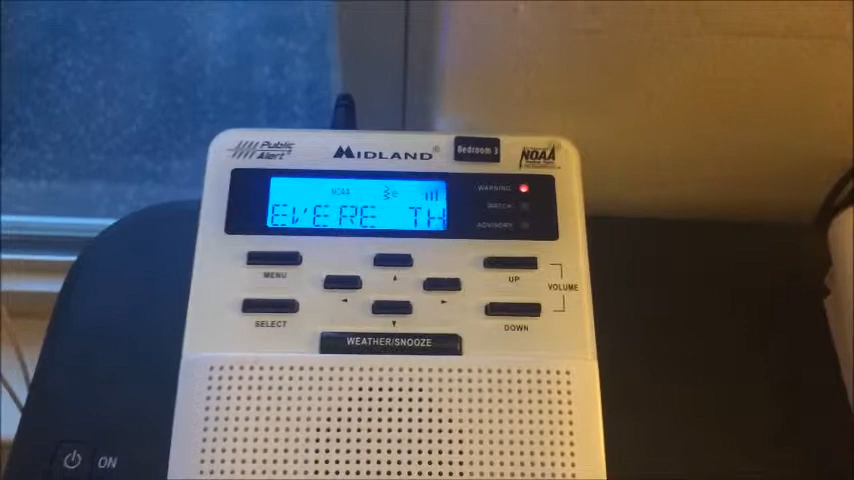 Public Alert®
MIDLAND®
Bedroom 3
NOAA
NOAA
EVERE TH
WARNING
WATCH
ADVISORY
MENU
UP
VOLUME
SELECT
DOWN
WEATHER/SNOOZE
ON